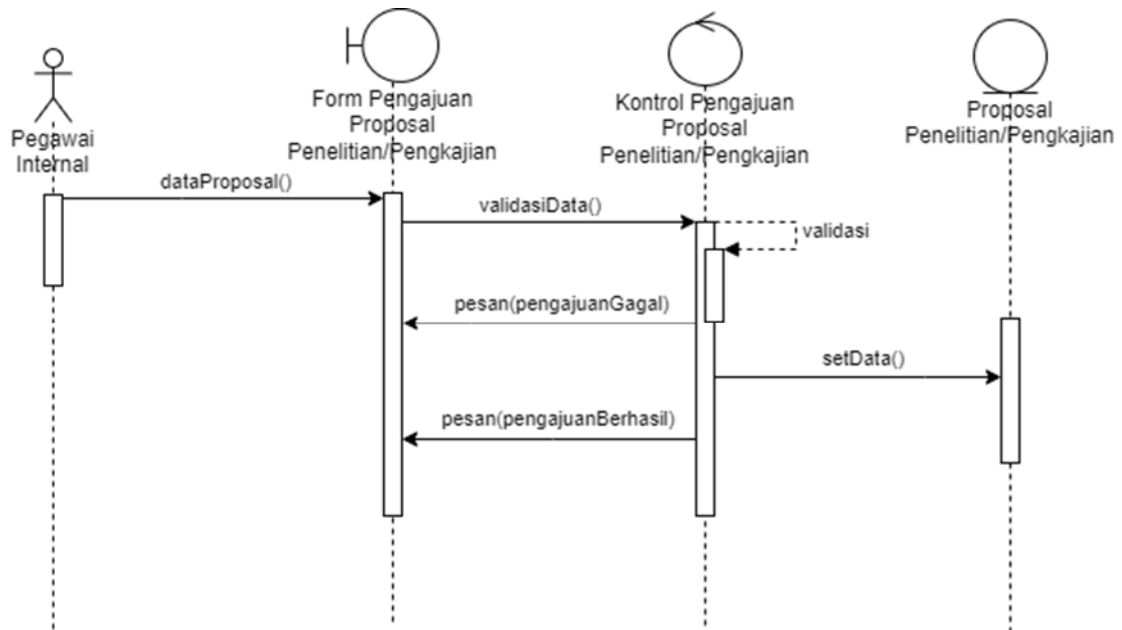 Pegawai
Internal
Form Pengajuan
Proposal
Penelitian/Pengkajian
Kontrol Pengajuan
Proposal
Penelitian/Pengkajian
Proposal
Penelitian/Pengkajian
dataProposal()
validasiData()
validasi
pesan(pengajuanGagal)
setData()
pesan(pengajuanBerhasil)